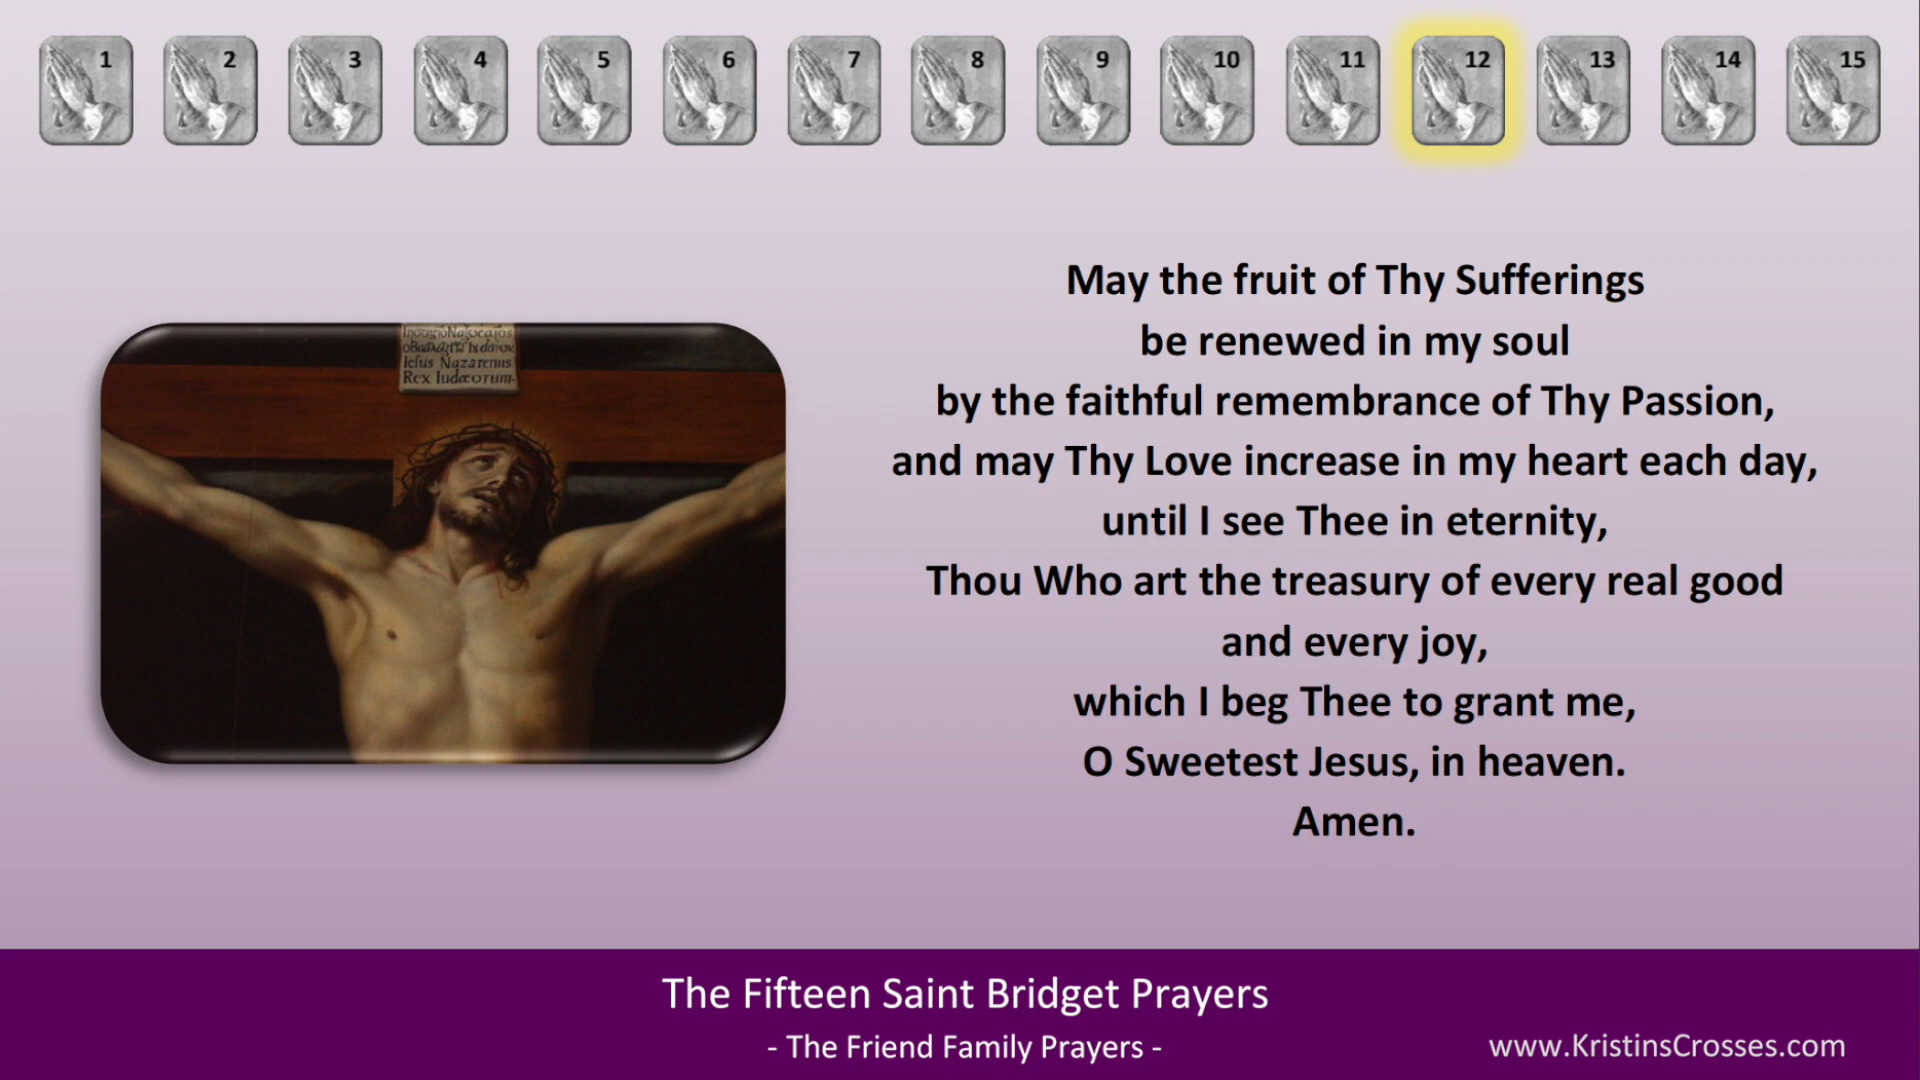 1 2 3 4 5 6 7 8 9 10 11 12 13 14 15
Iesus Nazarenus
Rex Iudæorum.
May the fruit of Thy Sufferings
be renewed in my soul
by the faithful remembrance of Thy Passion,
and may Thy Love increase in my heart each day,
until I see Thee in eternity,
Thou Who art the treasury of every real good
and every joy,
which I beg Thee to grant me,
O Sweetest Jesus, in heaven.
Amen.
The Fifteen Saint Bridget Prayers
- The Friend Family Prayers -
www.KristinsCrosses.com